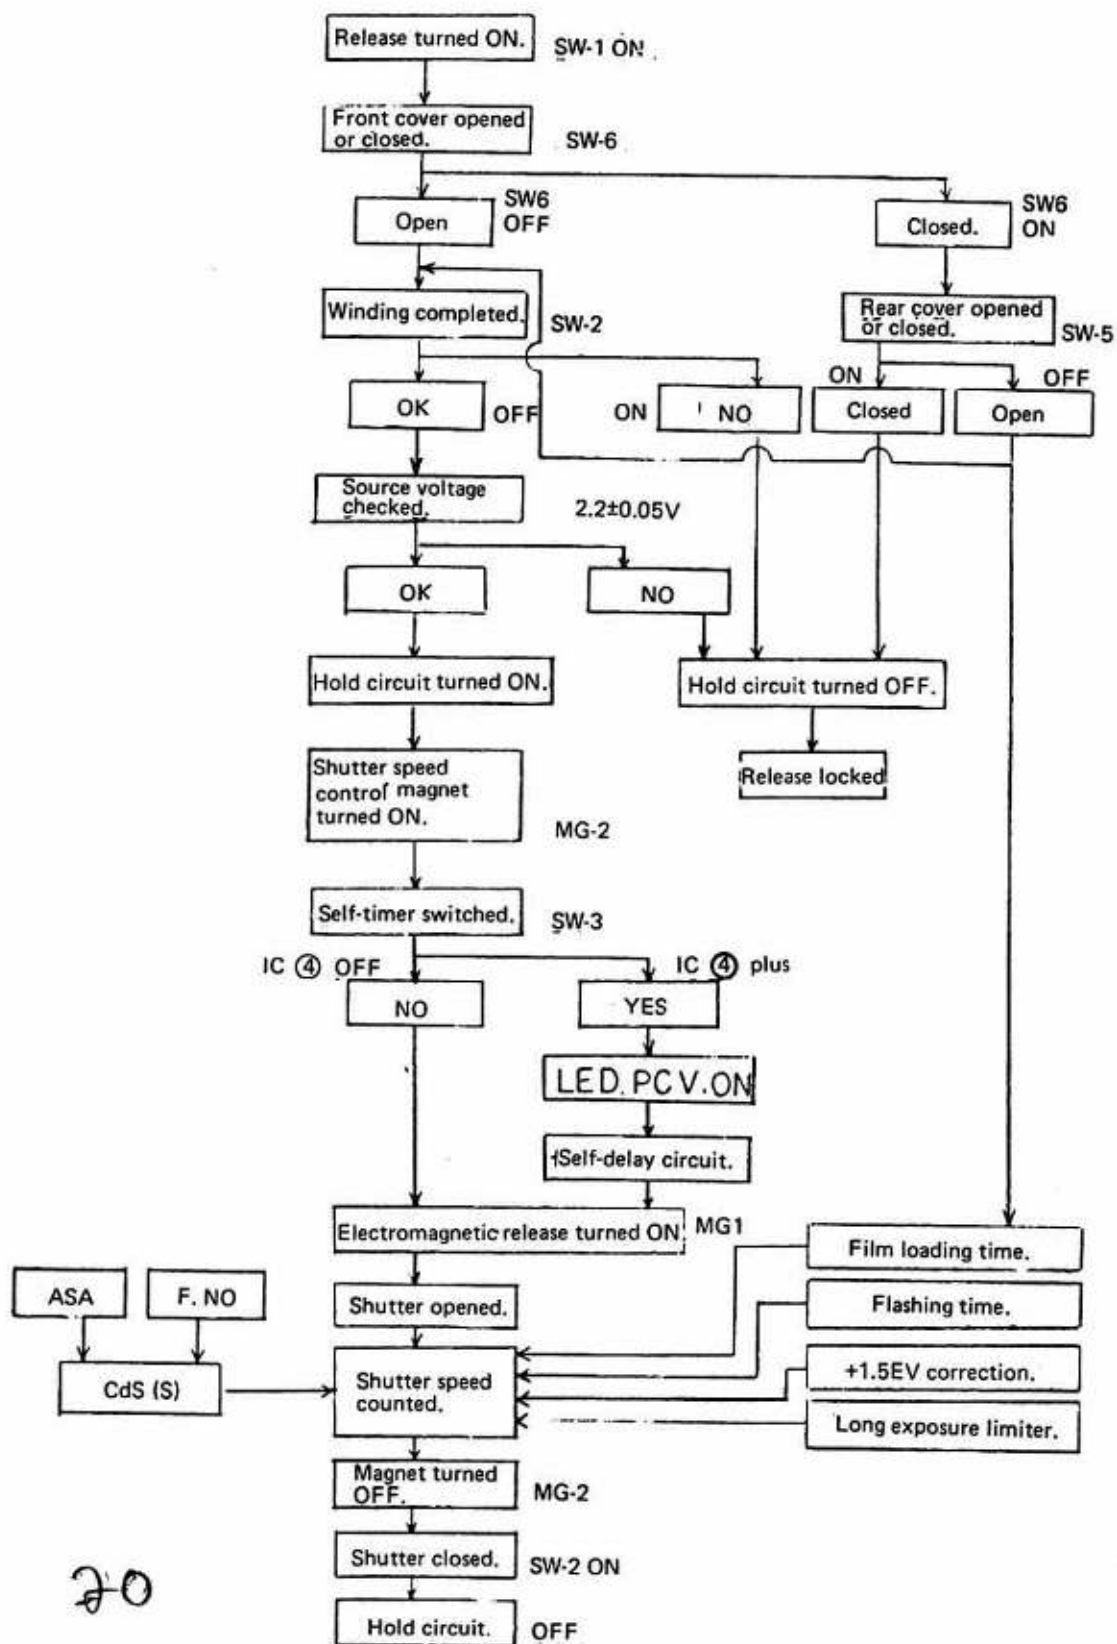 Release turned ON.
SW-1 ON
Front cover opened
or closed.
SW-6
SW6
OFF
Open
SW6
ON
Closed.
Winding completed.
SW-2
Rear cover opened
or closed.
SW-5
OK
OFF
ON
NO
ON
Closed
OFF
Open
Source voltage
checked.
2.2±0.05V
OK
NO
Hold circuit turned ON.
Hold circuit turned OFF.
Shutter speed
control magnet
turned ON.
MG-2
Release locked
Self-timer switched.
SW-3
IC ④ OFF
IC ④ plus
NO
YES
LED. PCV. ON
Self-delay circuit.
Electromagnetic release turned ON
MG1
Film loading time.
ASA
F. NO
Shutter opened.
Flashing time.
CdS (S)
Shutter speed
counted.
+1.5EV correction.
Long exposure limiter.
Magnet turned
OFF.
MG-2
Shutter closed.
SW-2 ON
Hold circuit.
OFF
20